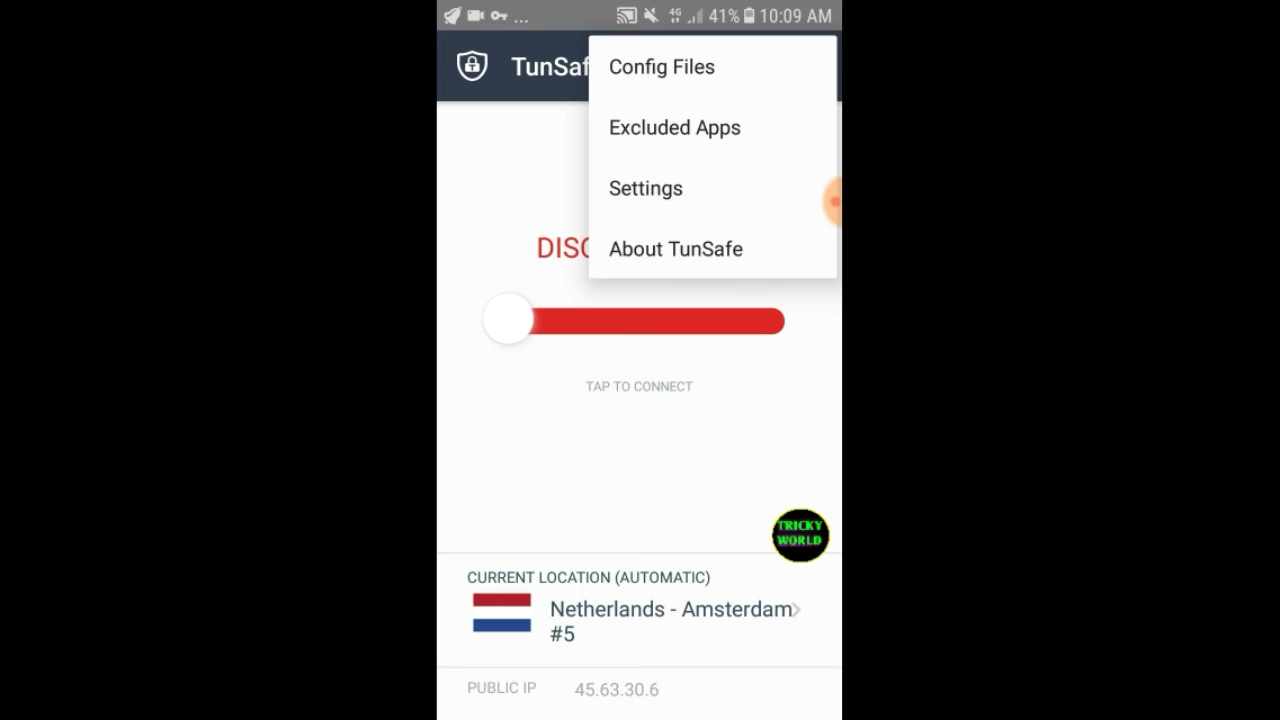 ... 4G 41% 10:09 AM
TunSaf
Config Files
Excluded Apps
Settings
About TunSafe
DISC
TAP TO CONNECT
TRICKY
WORLD
CURRENT LOCATION (AUTOMATIC)
Netherlands - Amsterdam
#5
PUBLIC IP 45.63.30.6